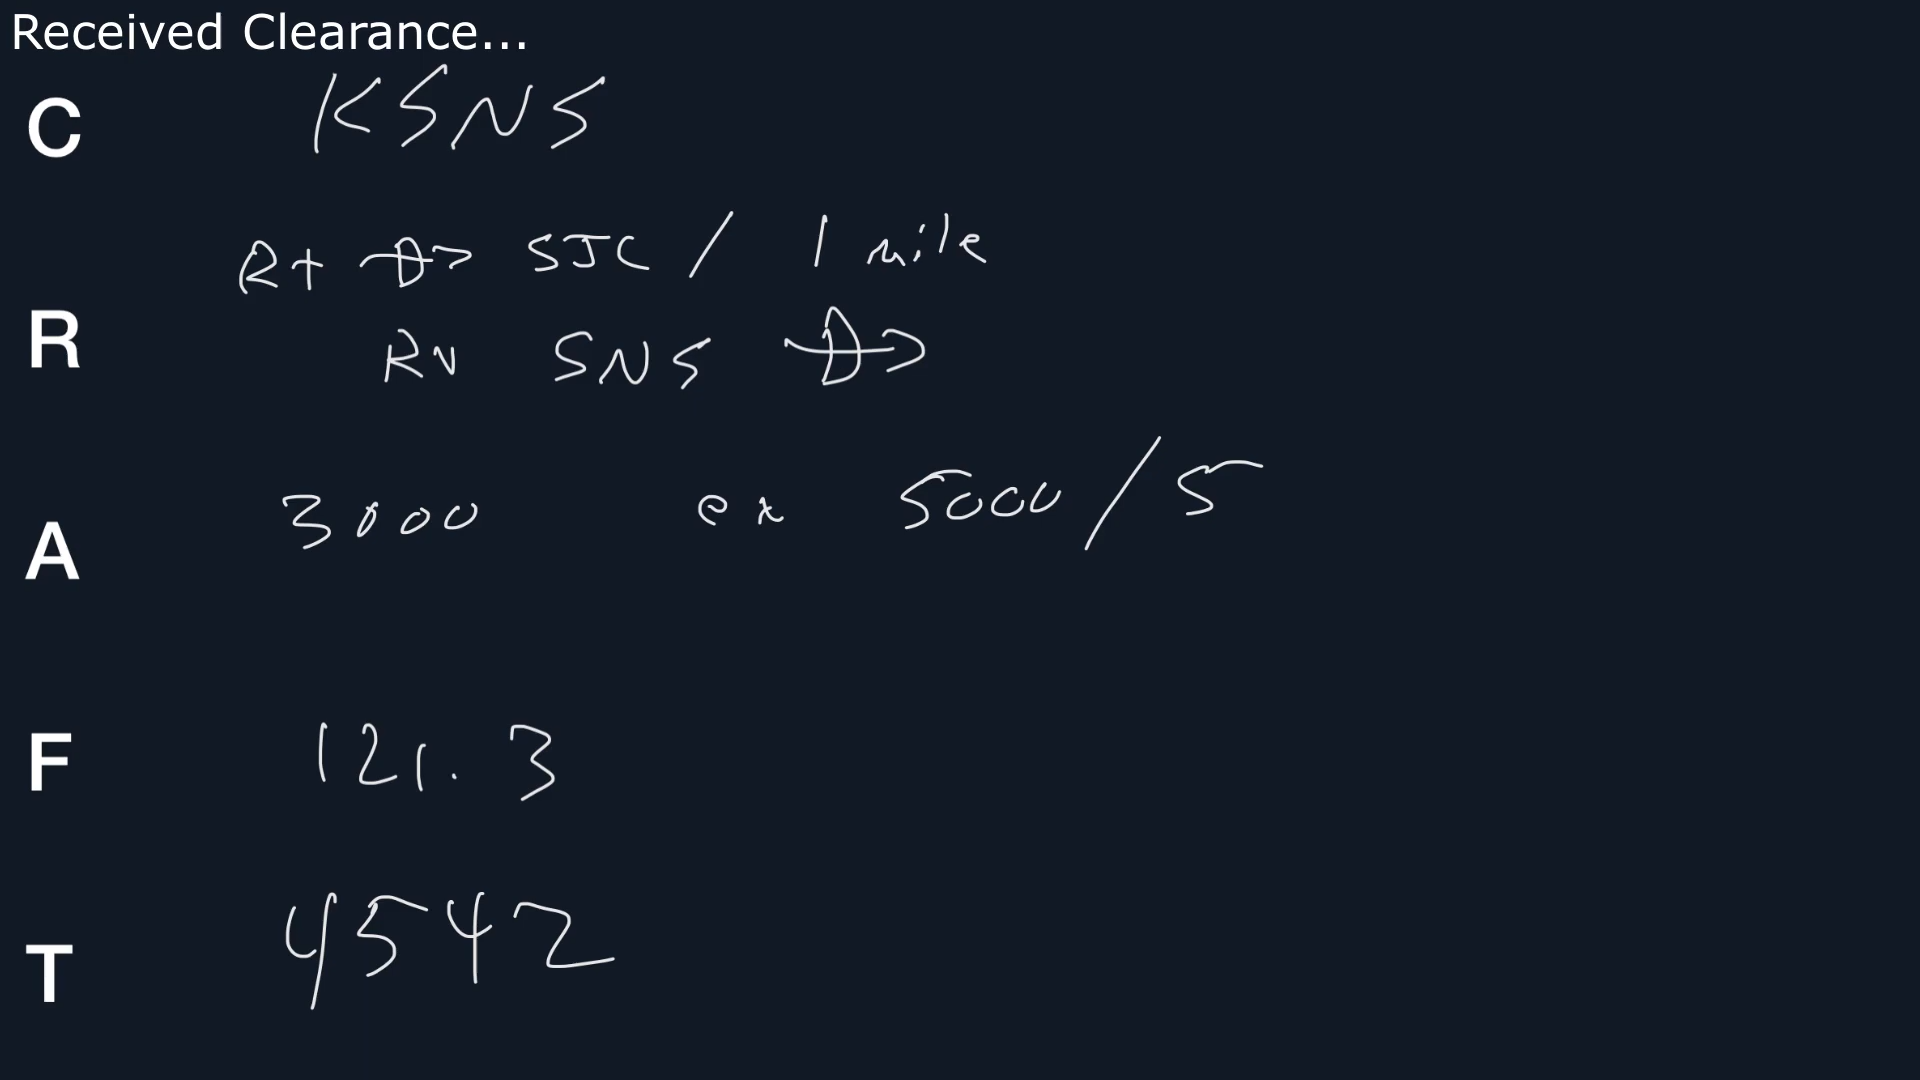 Received Clearance...
C KSNS
Rt D> SJC / 1 mile
R RV SNS D>
A 3000 ex 5000/5
F 121.3
T 4542